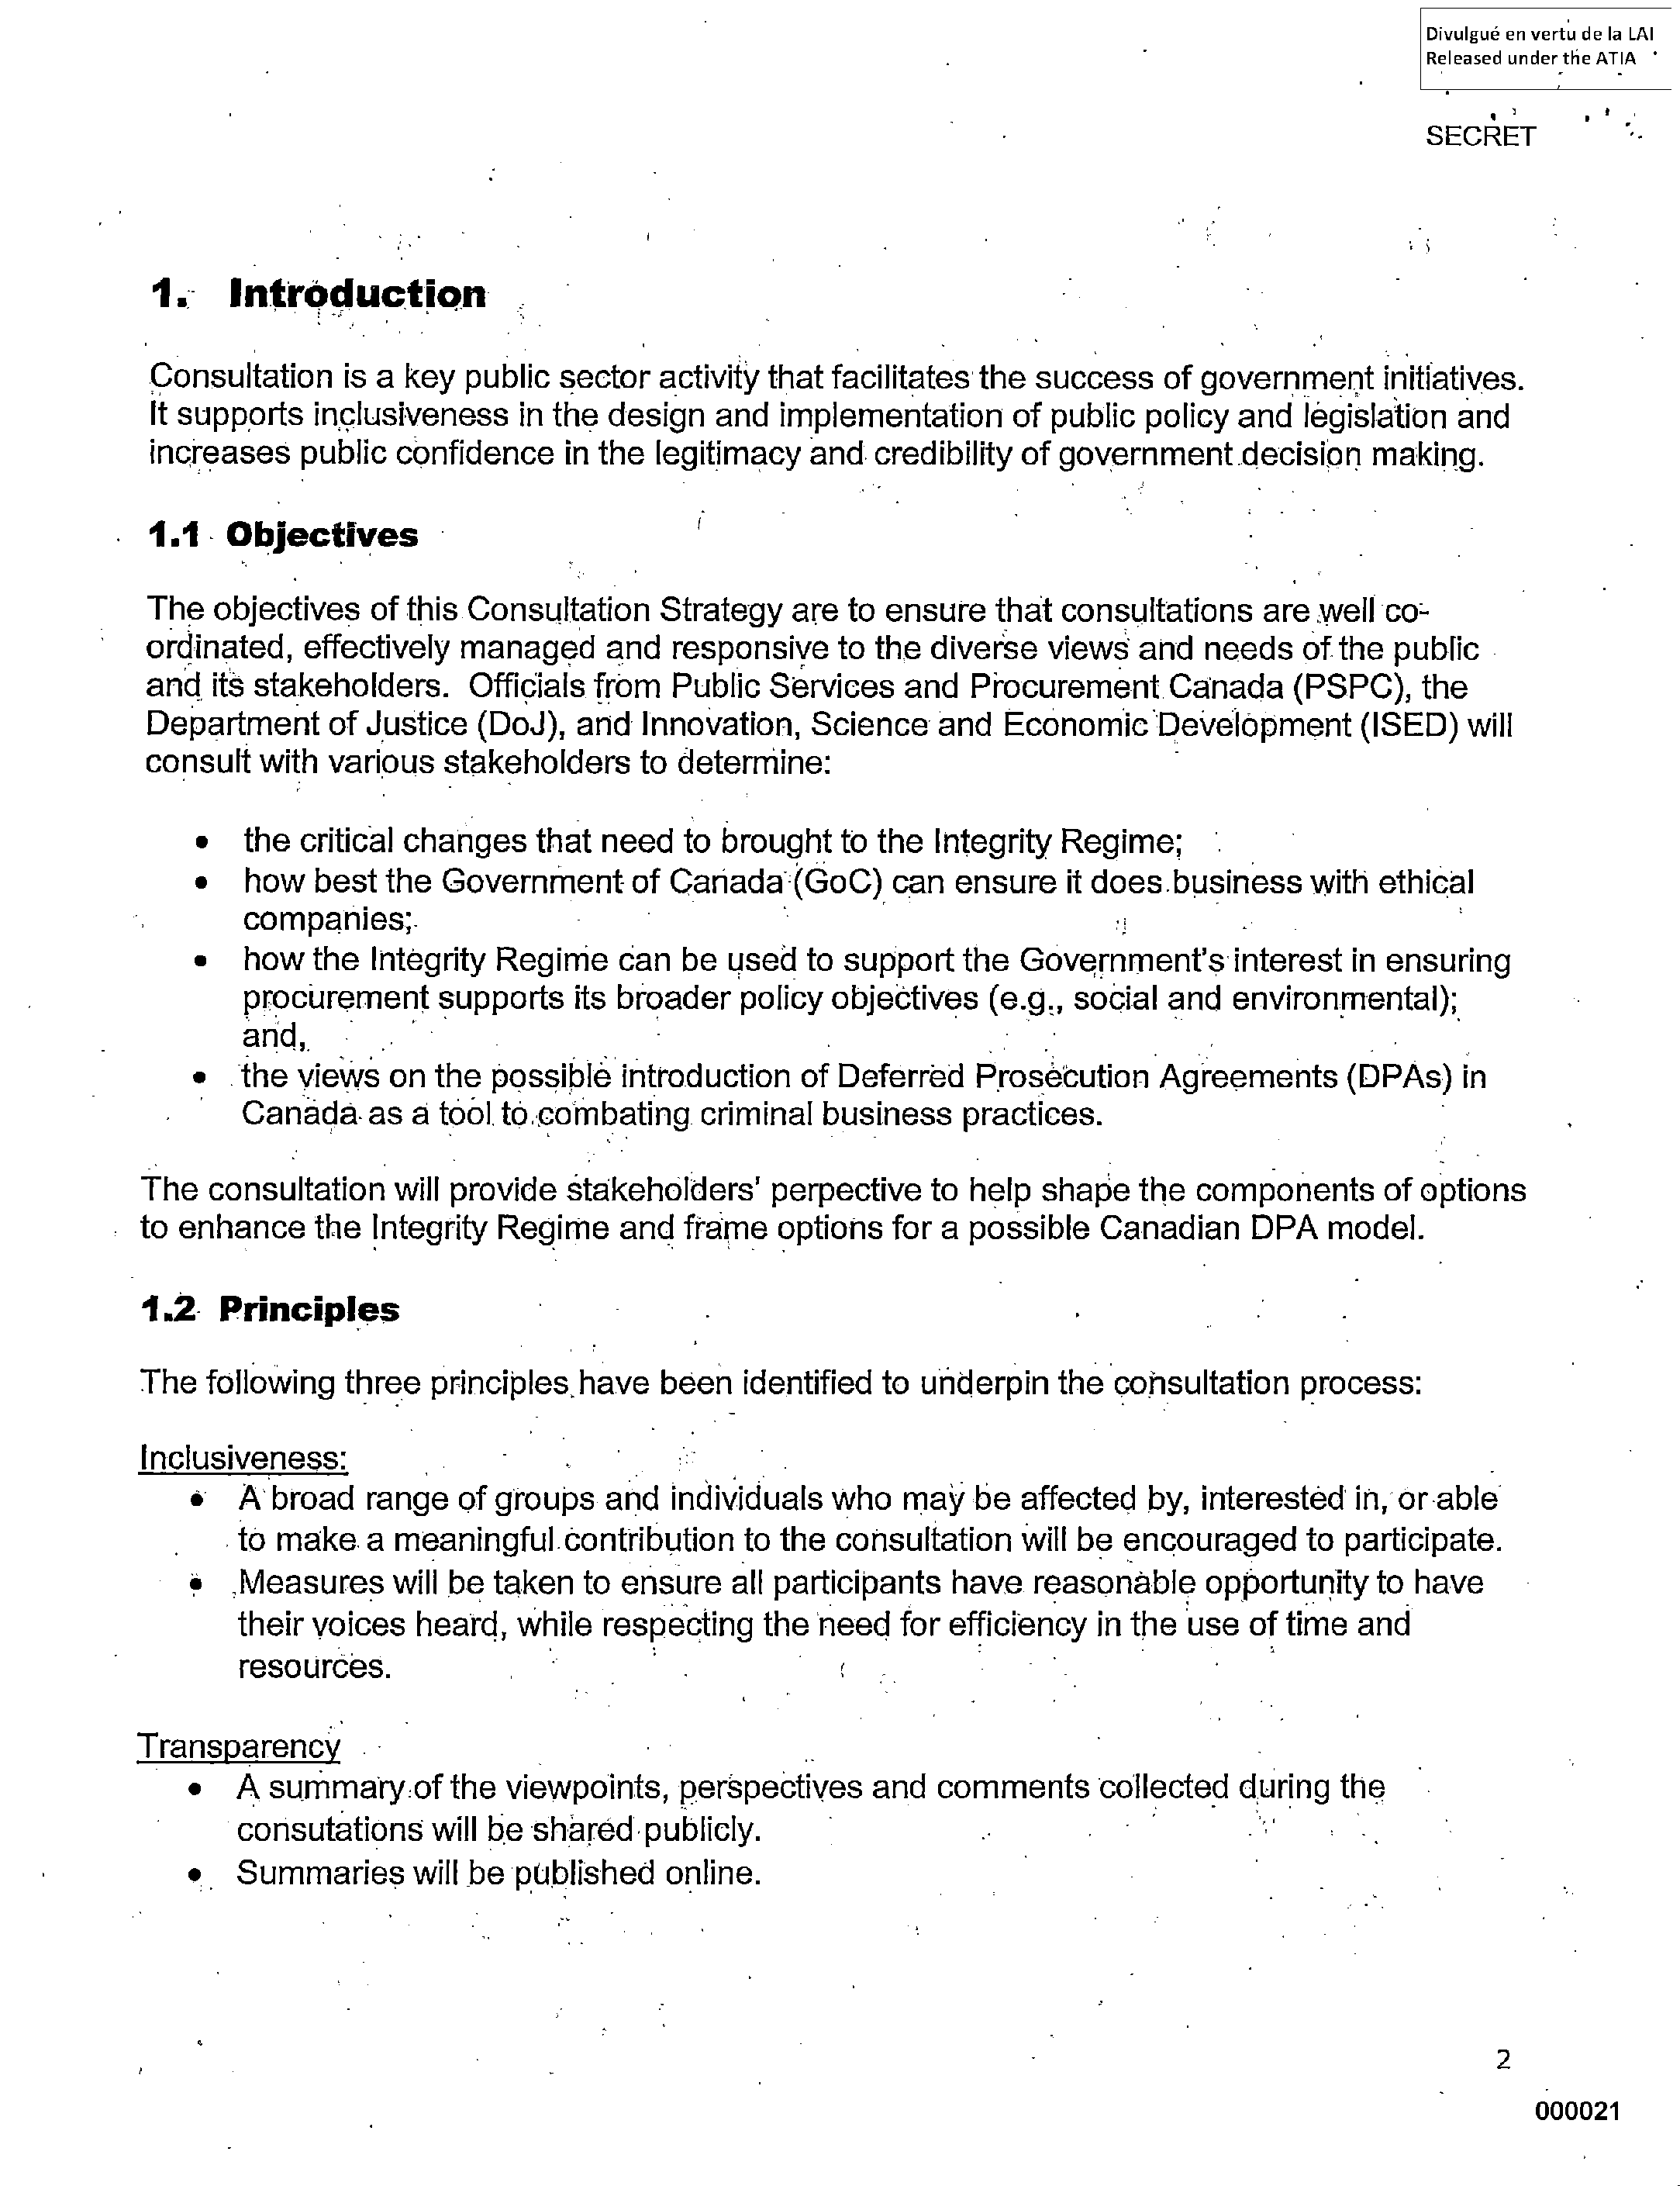 Divulgué en vertu de la LAI
Released under the ATIA
SECRET
1. Introduction
Consultation is a key public sector activity that facilitates the success of government initiatives.
It supports inclusiveness in the design and implementation of public policy and legislation and
increases public confidence in the legitimacy and credibility of government decision making.
1.1 Objectives
The objectives of this Consultation Strategy are to ensure that consultations are well co-
ordinated, effectively managed and responsive to the diverse views and needs of the public
and its stakeholders. Officials from Public Services and Procurement Canada (PSPC), the
Department of Justice (DoJ), and Innovation, Science and Economic Development (ISED) will
consult with various stakeholders to determine:
• the critical changes that need to brought to the Integrity Regime;
• how best the Government of Canada (GoC) can ensure it does business with ethical
companies;
• how the Integrity Regime can be used to support the Government's interest in ensuring
procurement supports its broader policy objectives (e.g., social and environmental);
and,
• the views on the possible introduction of Deferred Prosecution Agreements (DPAs) in
Canada as a tool to combating criminal business practices.
The consultation will provide stakeholders' perpective to help shape the components of options
to enhance the Integrity Regime and frame options for a possible Canadian DPA model.
1.2 Principles
The following three principles have been identified to underpin the consultation process:
Inclusiveness:
• A broad range of groups and individuals who may be affected by, interested in, or able
to make a meaningful contribution to the consultation will be encouraged to participate.
• Measures will be taken to ensure all participants have reasonable opportunity to have
their voices heard, while respecting the need for efficiency in the use of time and
resources.
Transparency
• A summary of the viewpoints, perspectives and comments collected during the
consutations will be shared publicly.
• Summaries will be published online.
2
000021